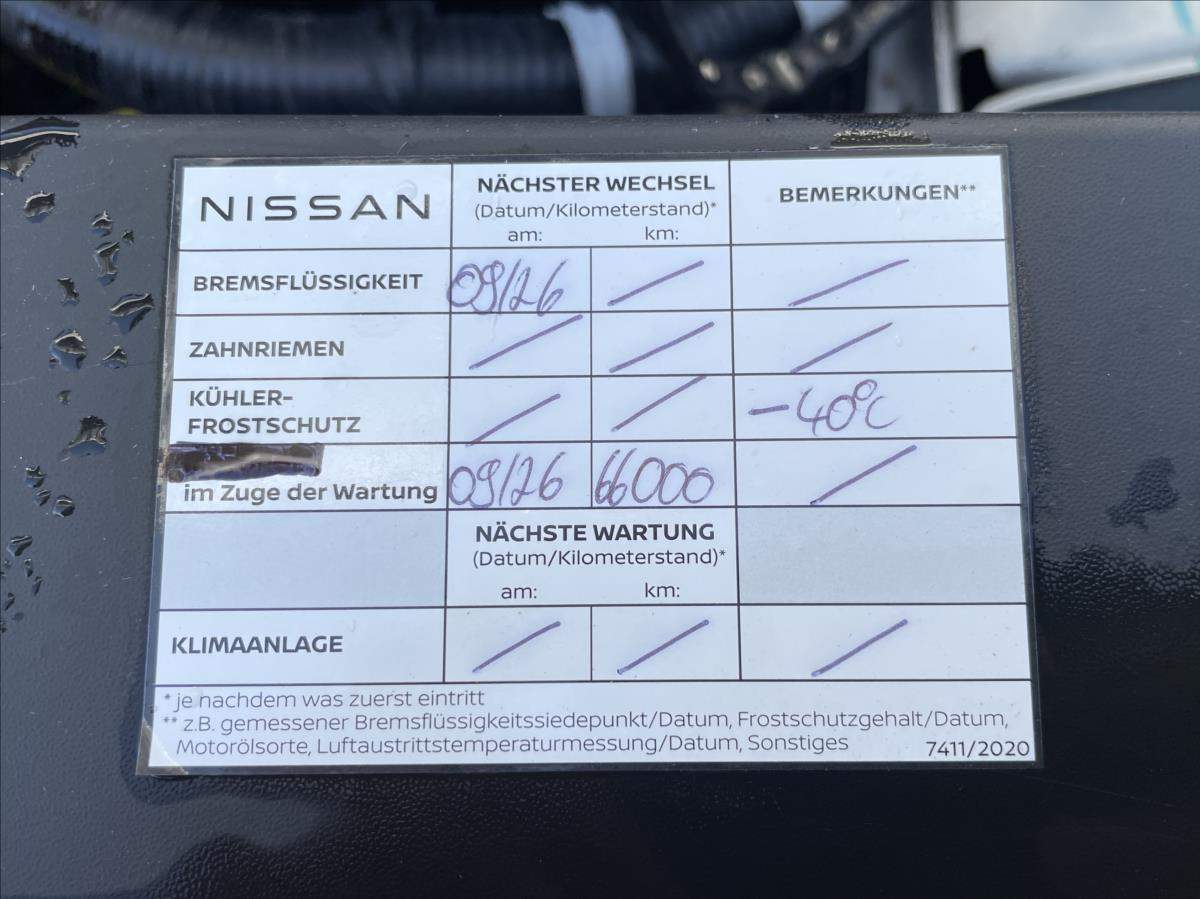 NISSAN
NÄCHSTER WECHSEL
(Datum/Kilometerstand)*
am: km:
BEMERKUNGEN**
BREMSFLÜSSIGKEIT 09/26 / /
ZAHNRIEMEN / / /
KÜHLER-
FROSTSCHUTZ / / -40°C
im Zuge der Wartung 09/26 66000 /
NÄCHSTE WARTUNG
(Datum/Kilometerstand)*
am: km:
KLIMAANLAGE / / /
* je nachdem was zuerst eintritt
** z.B. gemessener Bremsflüssigkeitssiedepunkt/Datum, Frostschutzgehalt/Datum,
Motorölsorte, Luftaustrittstemperaturmessung/Datum, Sonstiges 7411/2020